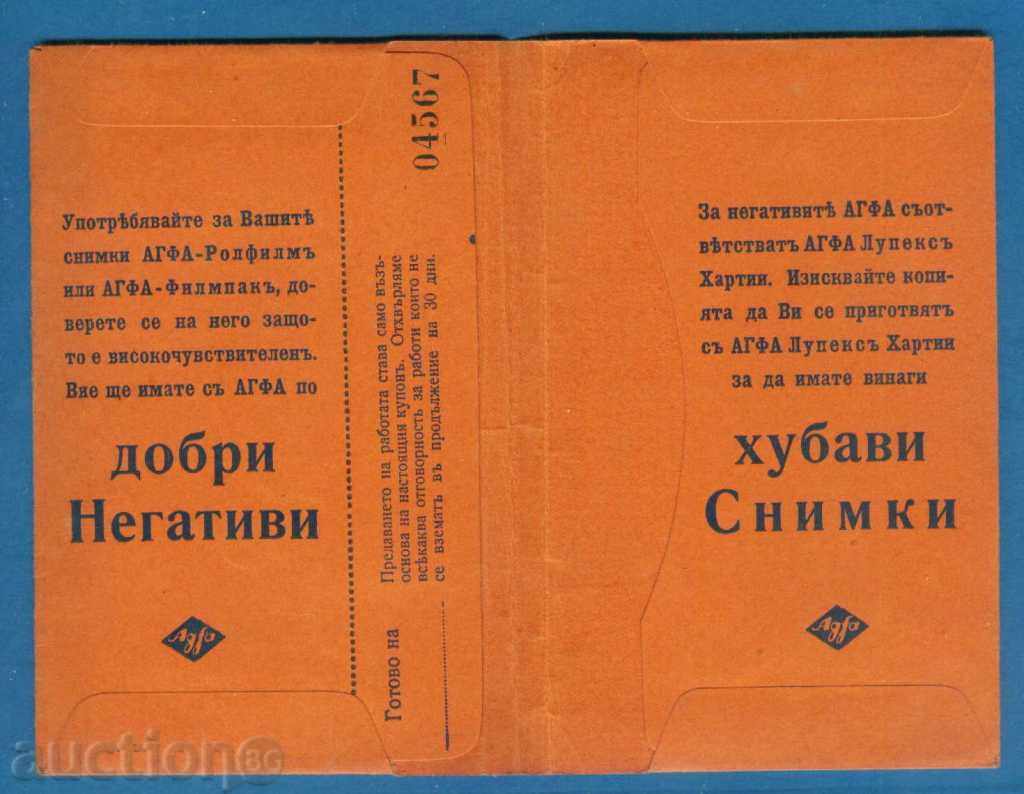 Употрѣбявайте за Вашитѣ
снимки АГФА-Ролфилмъ
или АГФА-Филмпакъ, до-
верете се на него защо-
то е високочувствителенъ.
Вие ще имате съ АГФА по
добри
Негативи
Agfa
04567
Предаването на работата става само възъ-
основа на настоящия купонъ. Отхвърляме
всѣкаква отговорность за работи които не
се взематъ въ продължение на 30 дни.
Готово на
За негативитѣ АГФА съот-
вѣтстватъ АГФА Лупексъ
Хартии. Изисквайте копи-
ята да Ви се приготвятъ
съ АГФА Лупексъ Хартии
за да имате винаги
хубави
Снимки
Agfa
auction BG